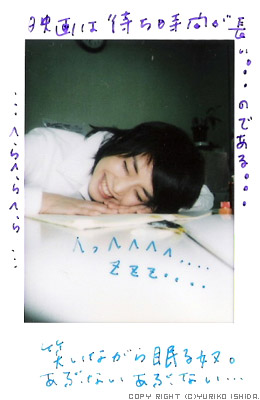 映画は待ち時間が長い。。。のである。。。。
…へらへらへら…
へっへへへへ.....
zzzz....
笑いながら眠る奴。
あぶないあぶない…
COPY RIGHT (C)YURIKO ISHIDA.